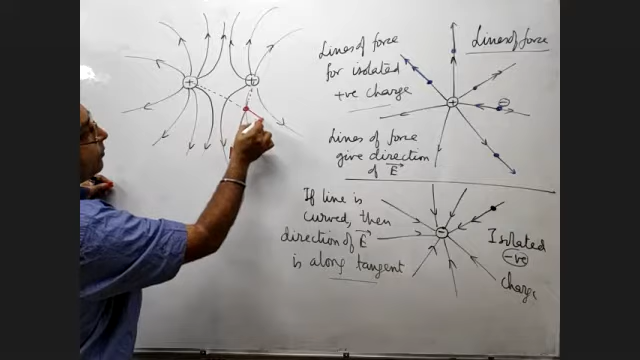 +
+
Lines of force
for isolated
+ve charge
Lines of force
+
−
Lines of force
give direction
of E⃗
If line is
curved, then
direction of E⃗
is along tangent
−
Isolated
−ve
charge